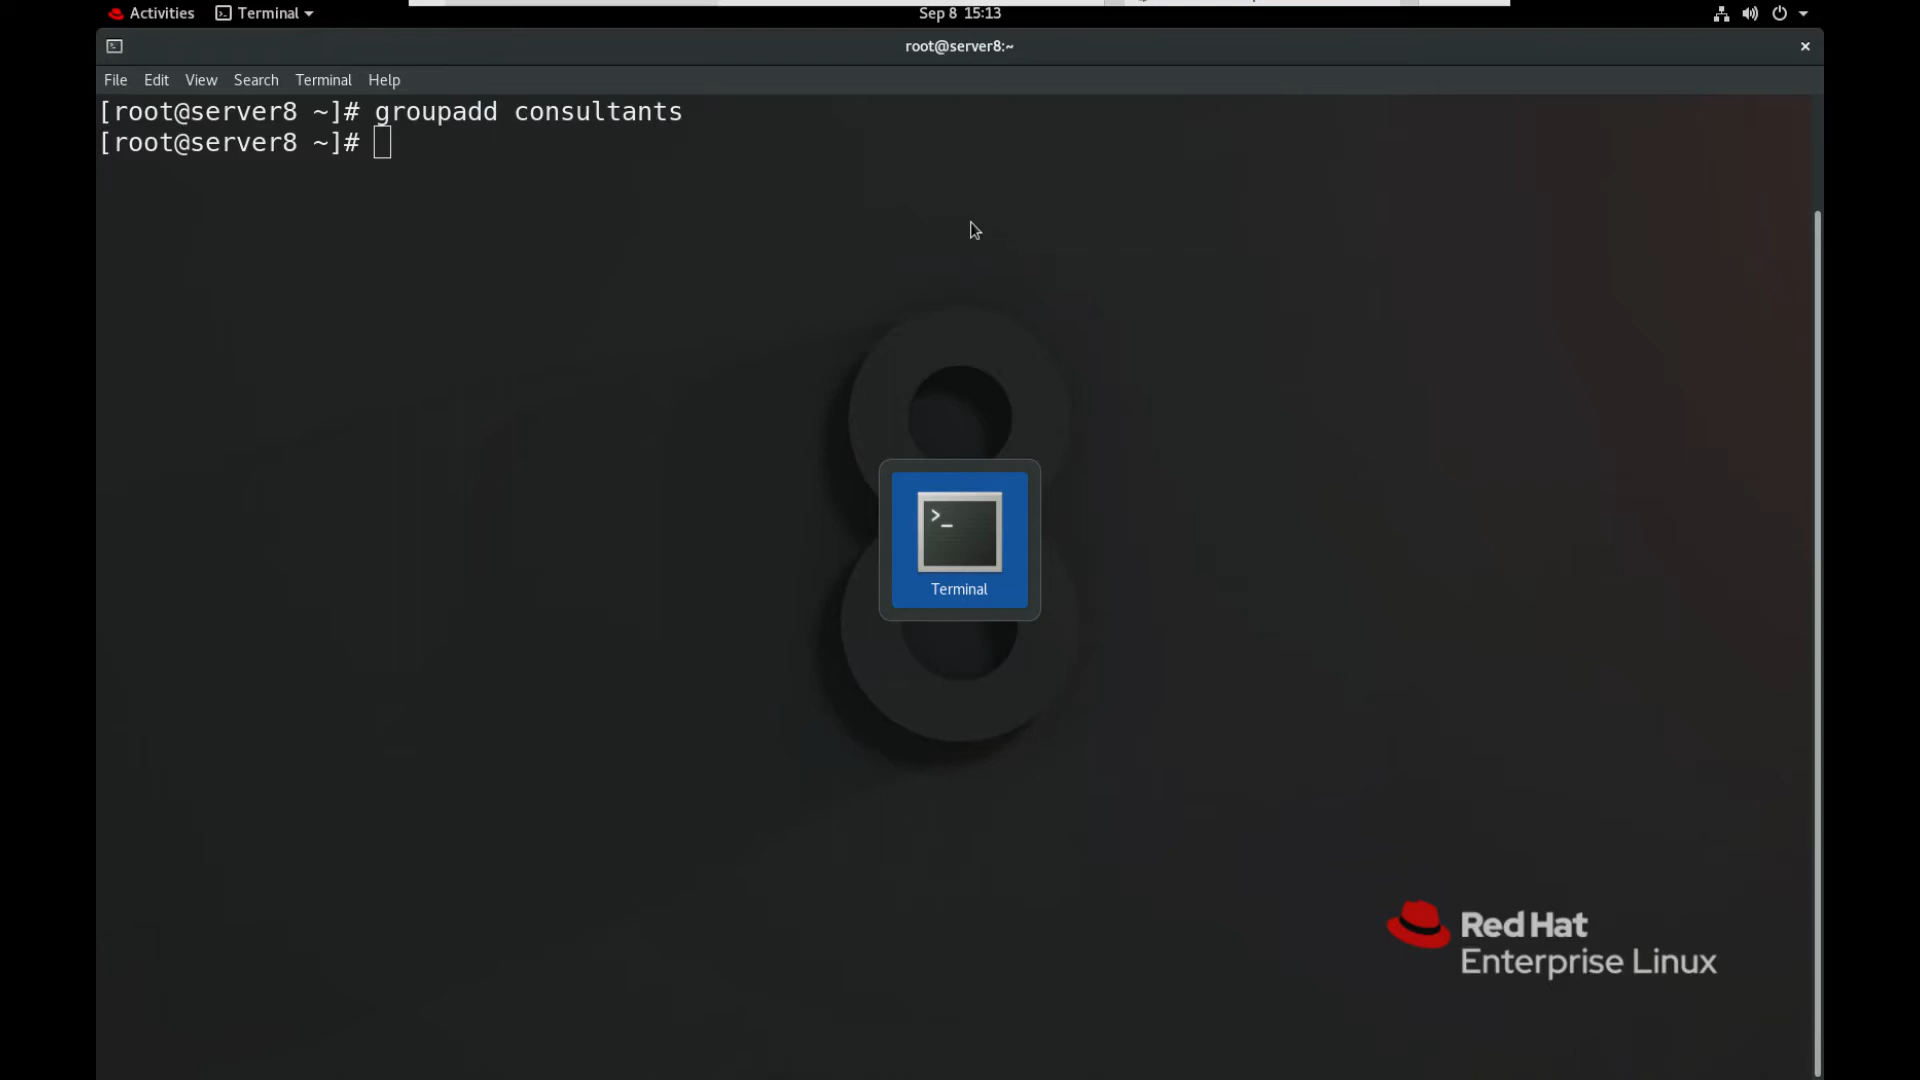 Activities Terminal Sep 8 15:13
root@server8:~
File Edit View Search Terminal Help
[root@server8 ~]# groupadd consultants
[root@server8 ~]#
>_
Terminal
Red Hat
Enterprise Linux